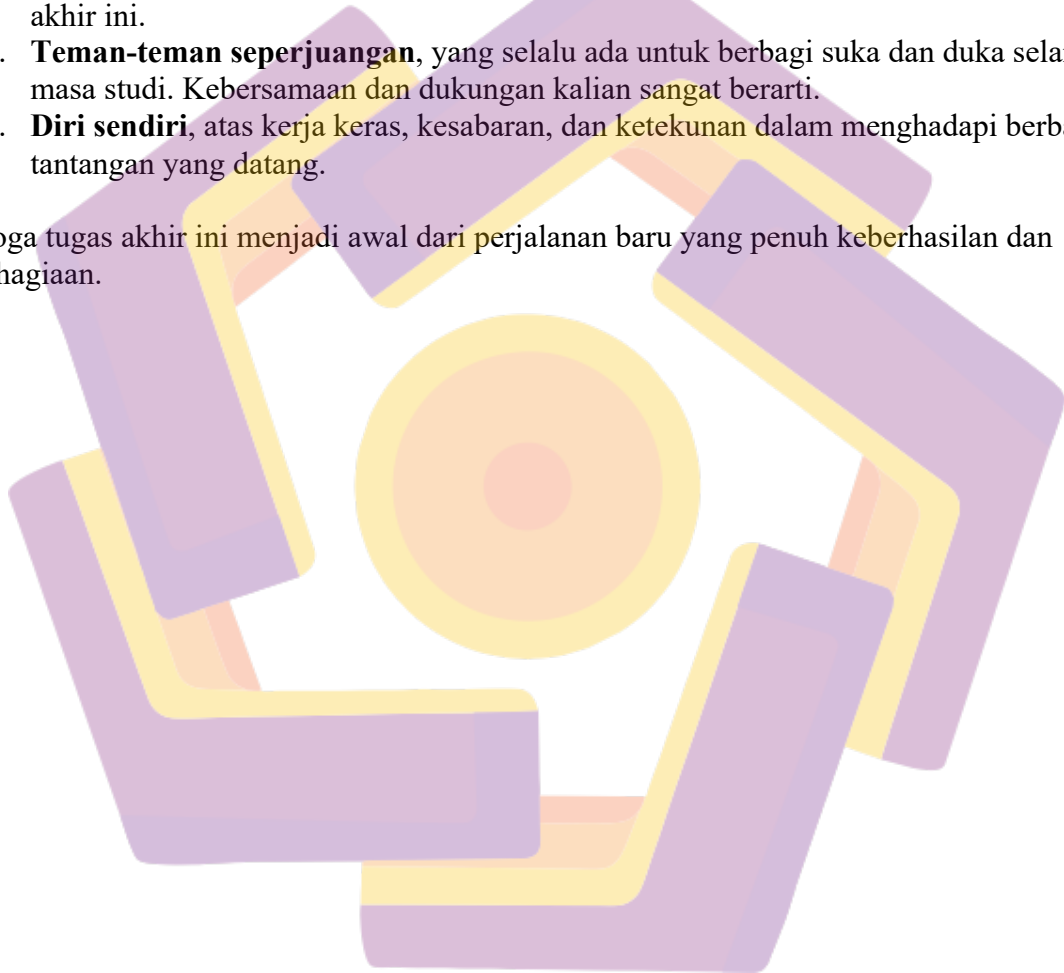 akhir ini.
. Teman-teman seperjuangan, yang selalu ada untuk berbagi suka dan duka sela
masa studi. Kebersamaan dan dukungan kalian sangat berarti.
. Diri sendiri, atas kerja keras, kesabaran, dan ketekunan dalam menghadapi berb
tantangan yang datang.
oga tugas akhir ini menjadi awal dari perjalanan baru yang penuh keberhasilan dan
hagiaan.